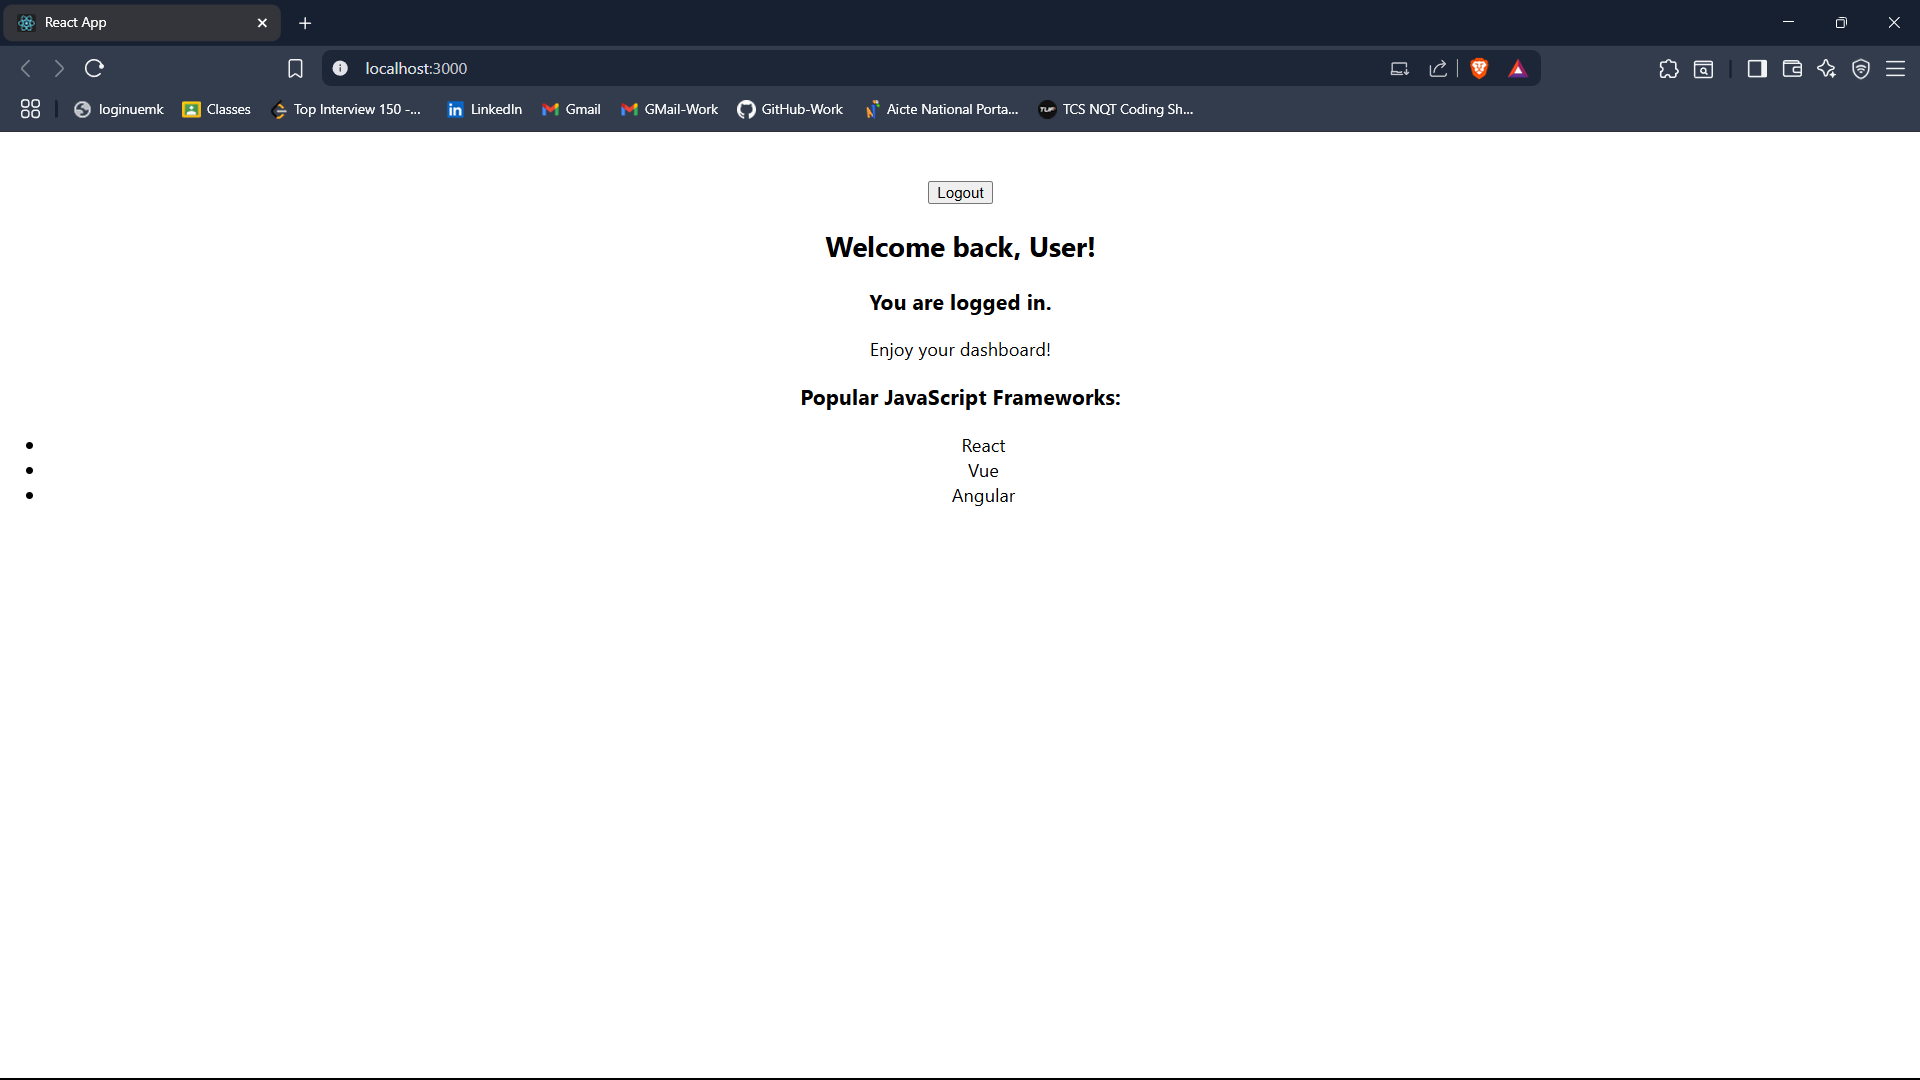 React App
localhost:3000
loginuemk Classes Top Interview 150 -... LinkedIn Gmail GMail-Work GitHub-Work Aicte National Porta... TCS NQT Coding Sh...
Logout
Welcome back, User!
You are logged in.
Enjoy your dashboard!
Popular JavaScript Frameworks:
• React
• Vue
• Angular